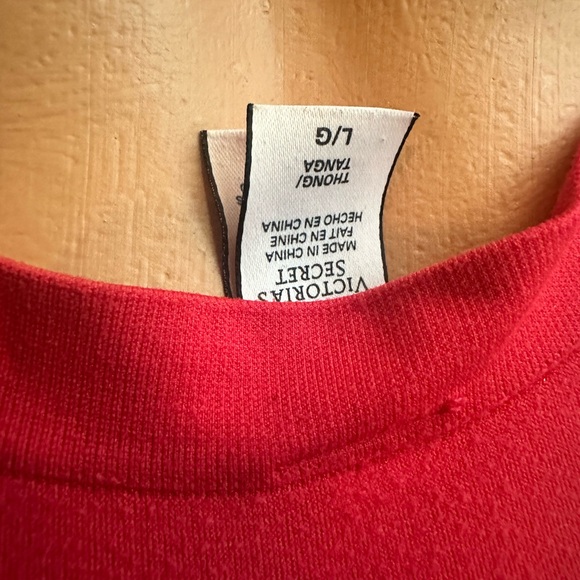 VICTORIA'S
SECRET
MADE IN CHINA
FAIT EN CHINE
HECHO EN CHINA
THONG/
TANGA
L/G